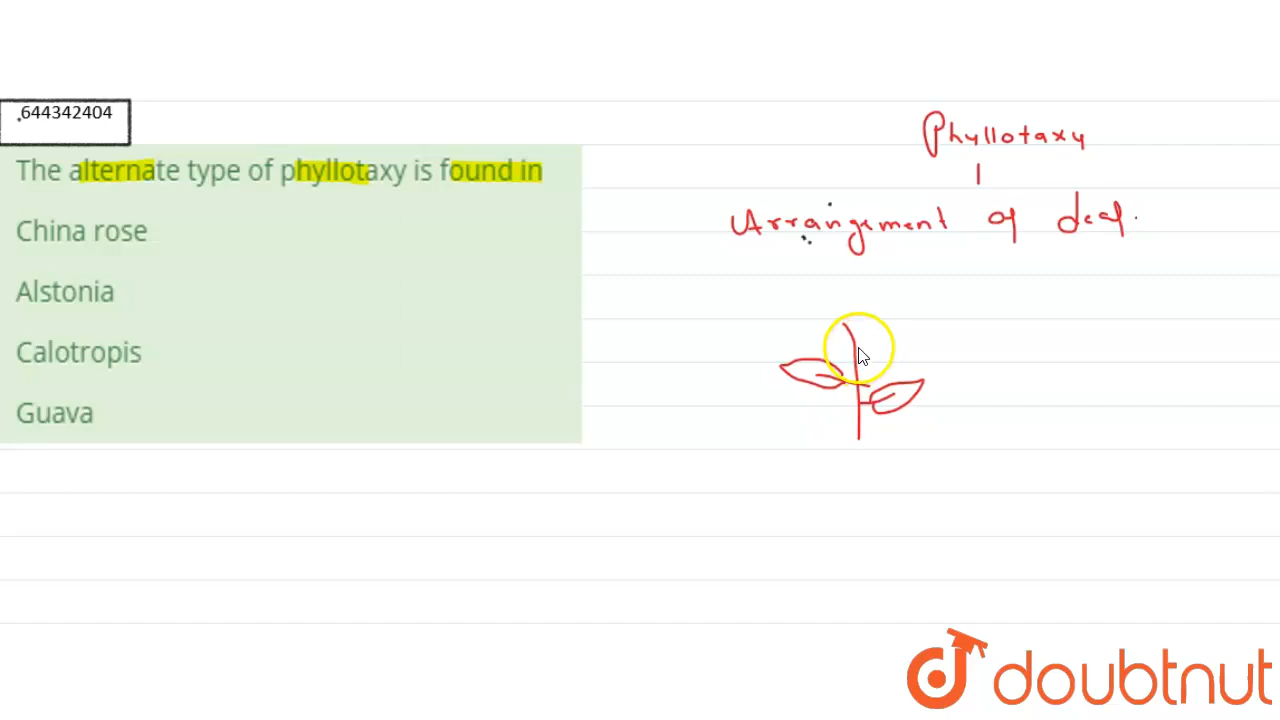 .644342404
The alternate type of phyllotaxy is found in
China rose
Alstonia
Calotropis
Guava
Phyllotaxy
Arrangement of leaf.
doubtnut